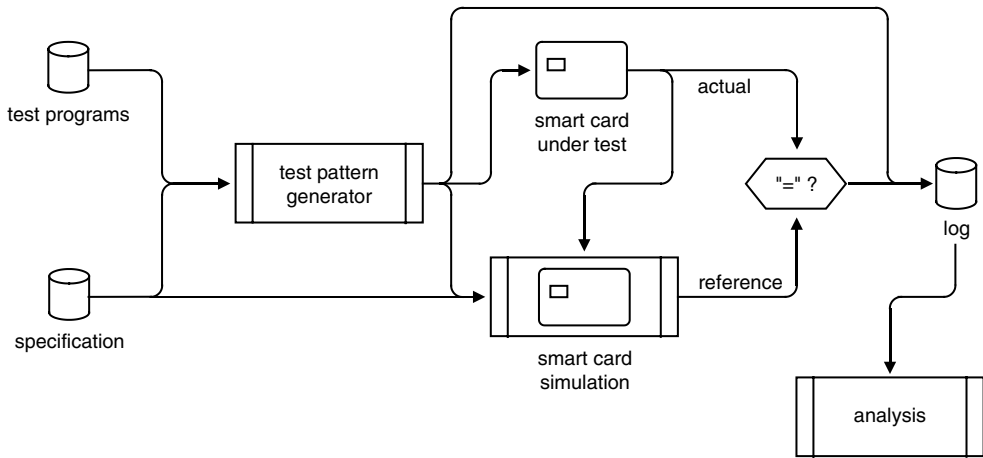 test programs
test pattern
generator
specification
smart card
under test
actual
"=" ?
log
reference
smart card
simulation
analysis